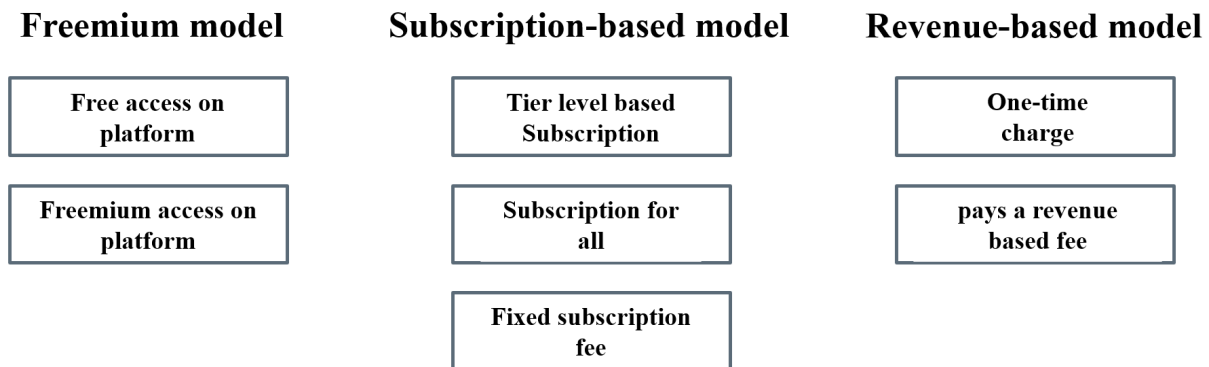 Freemium model
Subscription-based model
Revenue-based model
Free access on
platform
Tier level based
Subscription
One-time
charge
Freemium access on
platform
Subscription for
all
pays a revenue
based fee
Fixed subscription
fee